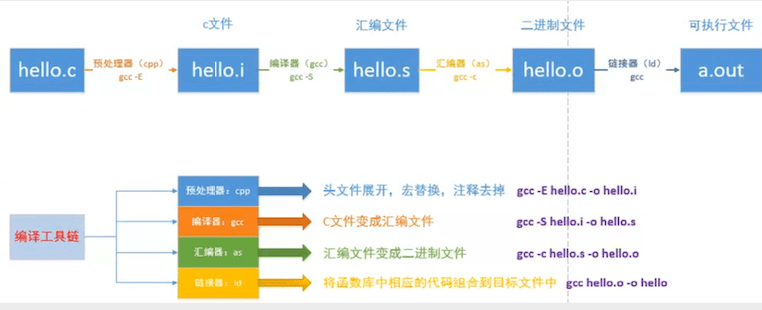 c文件
汇编文件
二进制文件
可执行文件
hello.c
预处理器（cpp）
gcc -E
hello.i
编译器（gcc）
gcc -S
hello.s
汇编器（as）
gcc -c
hello.o
链接器（ld）
gcc
a.out
编译工具链
预处理器：cpp
头文件展开，宏替换，注释去掉
gcc -E hello.c -o hello.i
编译器：gcc
C文件变成汇编文件
gcc -S hello.i -o hello.s
汇编器：as
汇编文件变成二进制文件
gcc -c hello.s -o hello.o
链接器：ld
将函数库中相应的代码组合到目标文件中
gcc hello.o -o hello